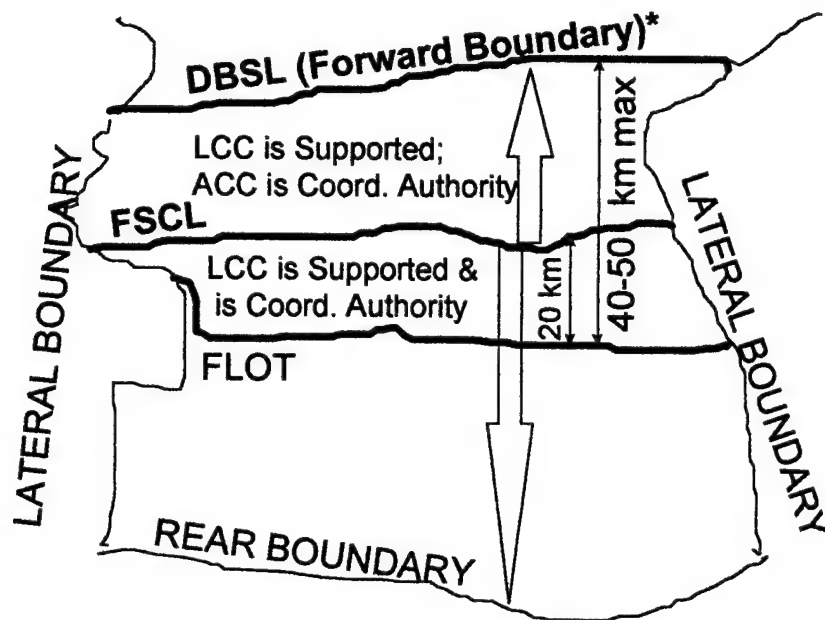 DBSL (Forward Boundary)*
LCC is Supported;
ACC is Coord. Authority
FSCL
LCC is Supported &
is Coord. Authority
20 km
40-50 km max
FLOT
LATERAL BOUNDARY
LATERAL BOUNDARY
REAR BOUNDARY